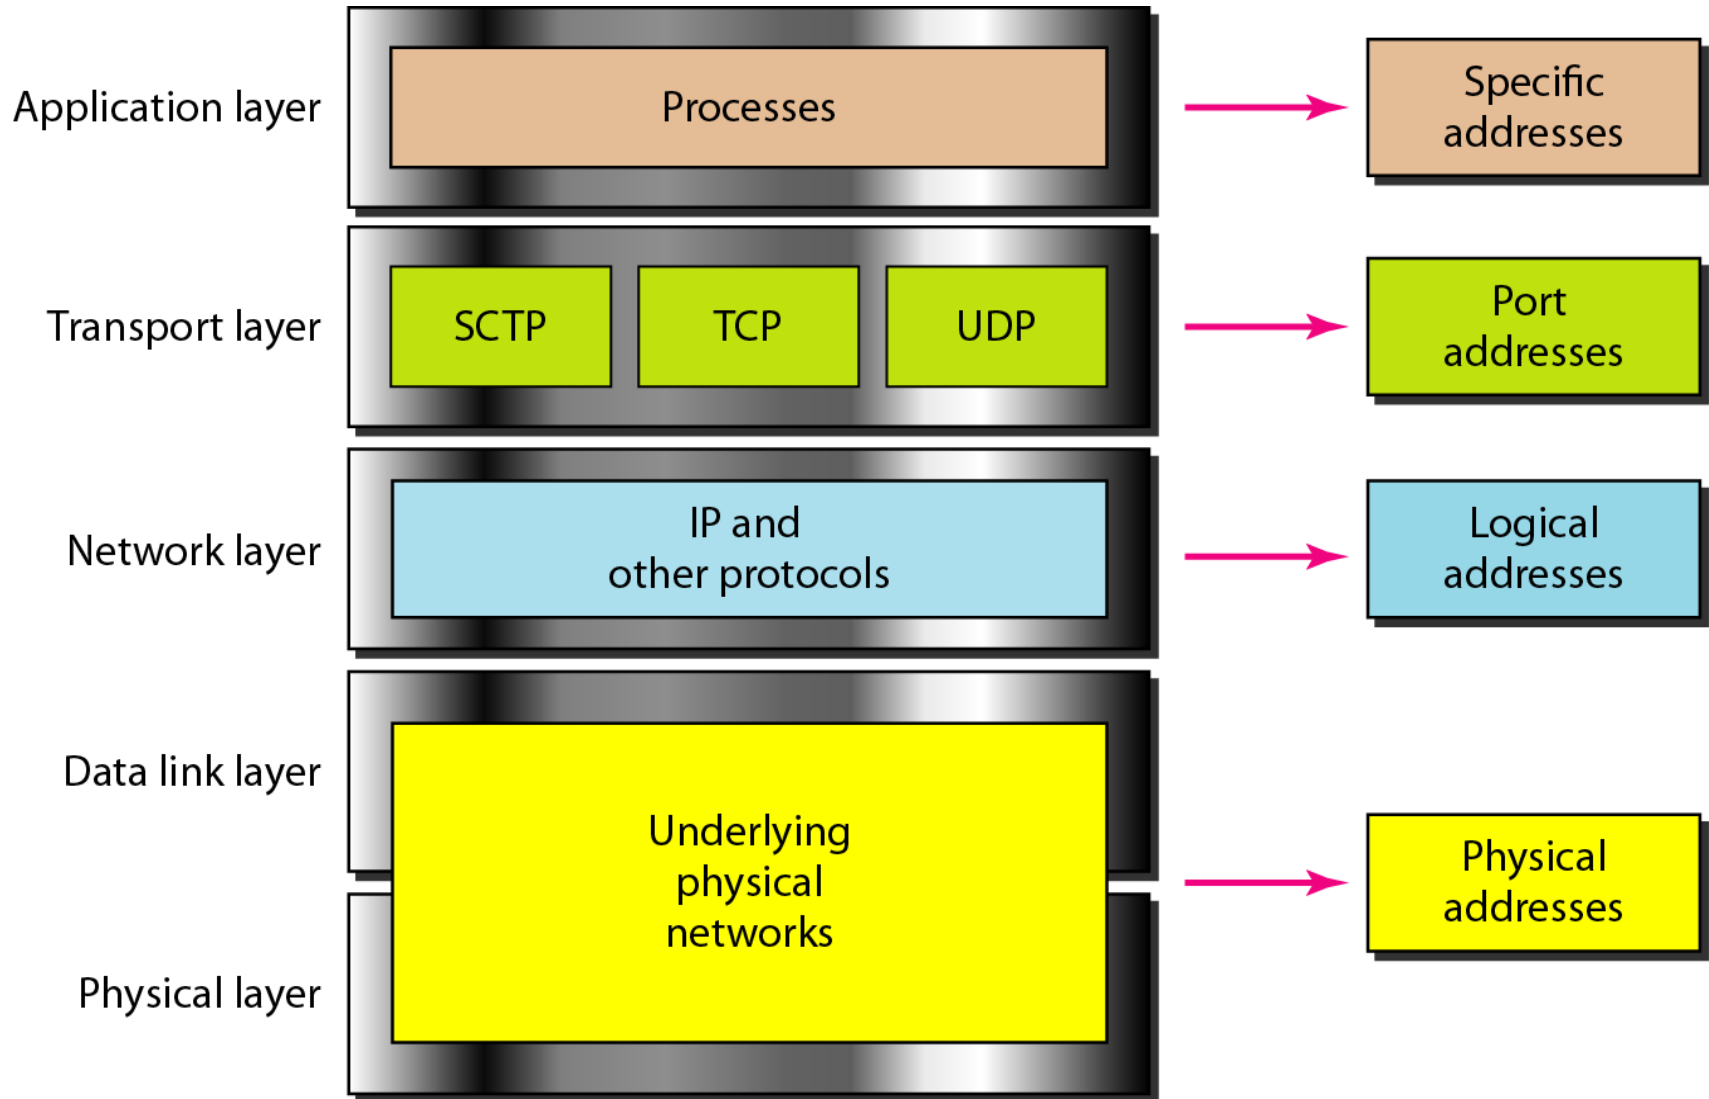 Application layer
Processes
Specific
addresses
Transport layer
SCTP
TCP
UDP
Port
addresses
Network layer
IP and
other protocols
Logical
addresses
Data link layer
Underlying
physical
networks
Physical
addresses
Physical layer